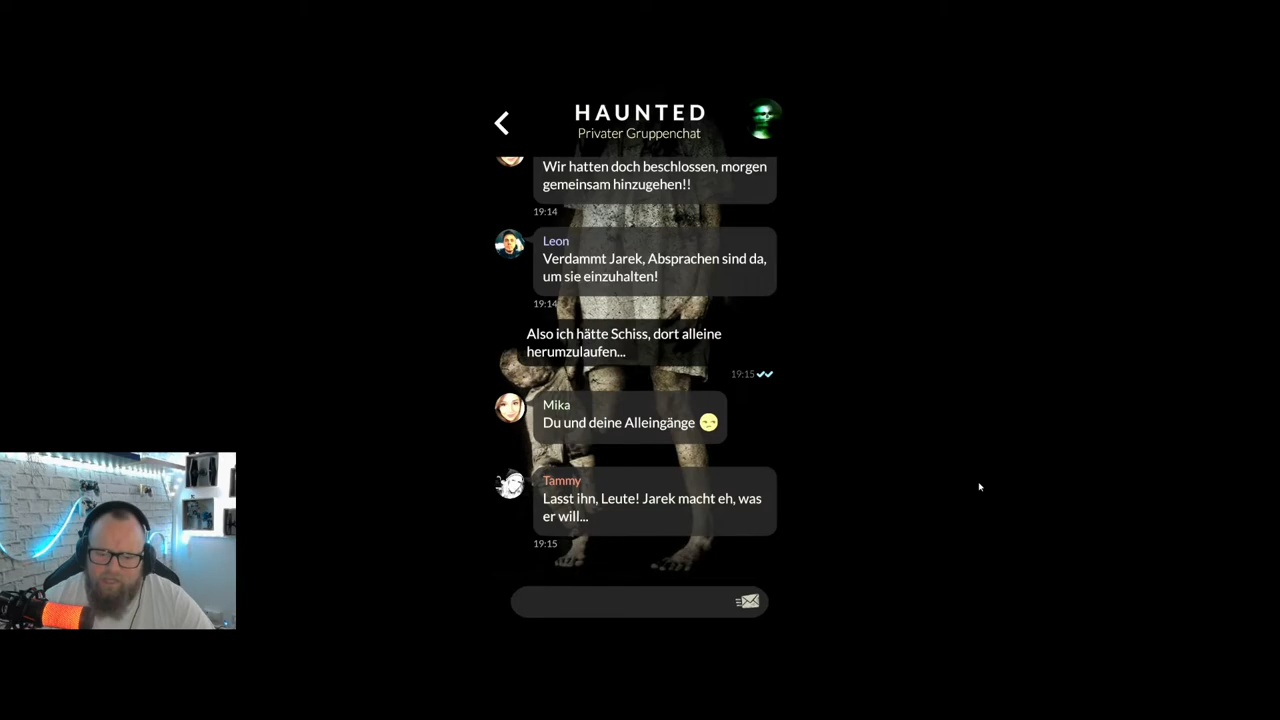 HAUNTED
Privater Gruppenchat
Wir hatten doch beschlossen, morgen
gemeinsam hinzugehen!!
19:14
Leon
Verdammt Jarek, Absprachen sind da,
um sie einzuhalten!
19:14
Also ich hätte Schiss, dort alleine
herumzulaufen...
19:15
Mika
Du und deine Alleingänge
Tammy
Lasst ihn, Leute! Jarek macht eh, was
er will...
19:15